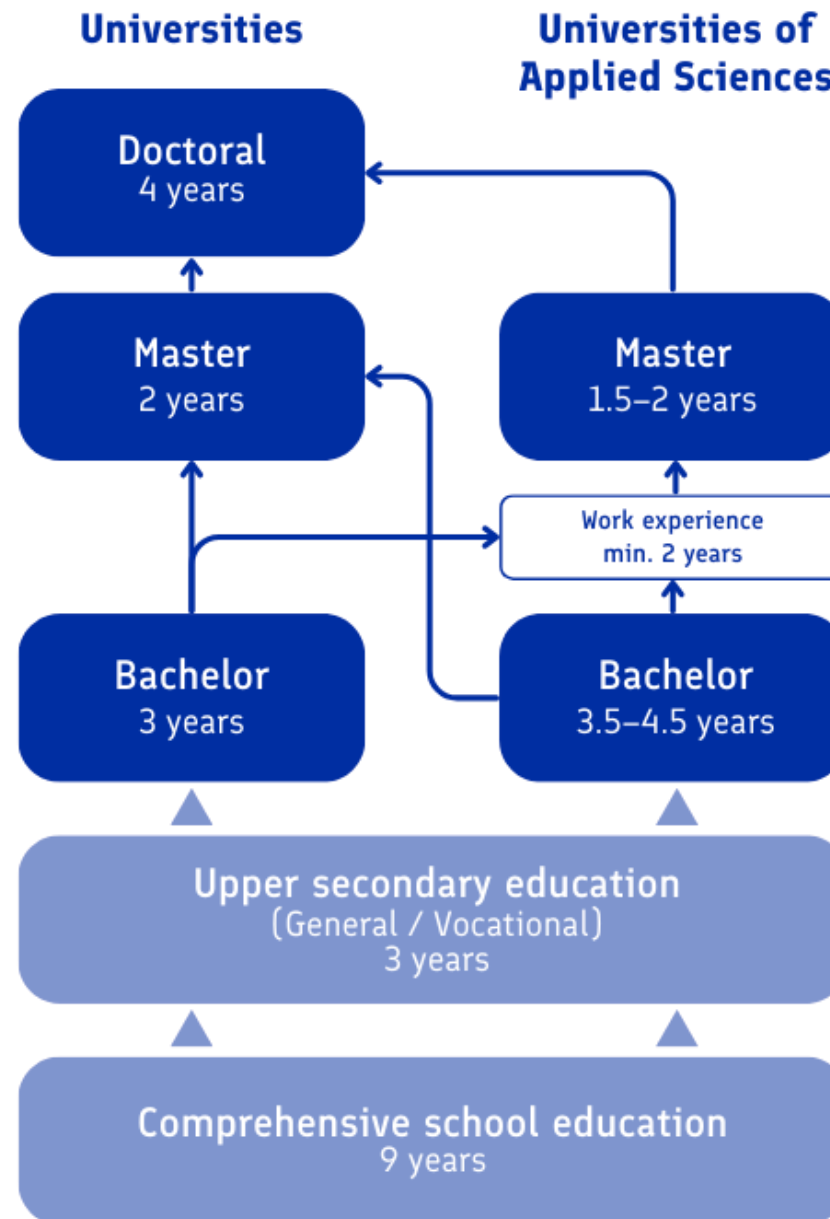 Universities
Universities of
Applied Sciences
Doctoral
4 years
Master
2 years
Master
1.5–2 years
Work experience
min. 2 years
Bachelor
3 years
Bachelor
3.5–4.5 years
Upper secondary education
(General / Vocational)
3 years
Comprehensive school education
9 years